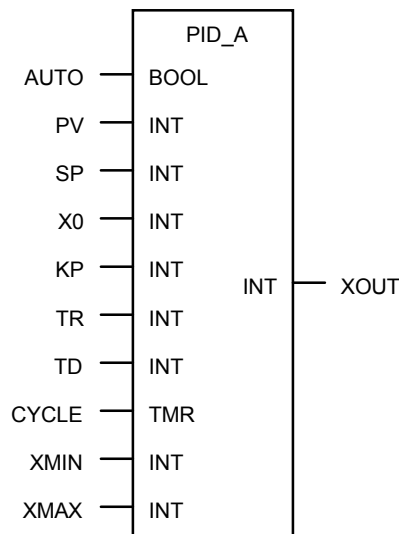 PID_A
AUTO BOOL
PV INT
SP INT
X0 INT
KP INT
INT XOUT
TR INT
TD INT
CYCLE TMR
XMIN INT
XMAX INT